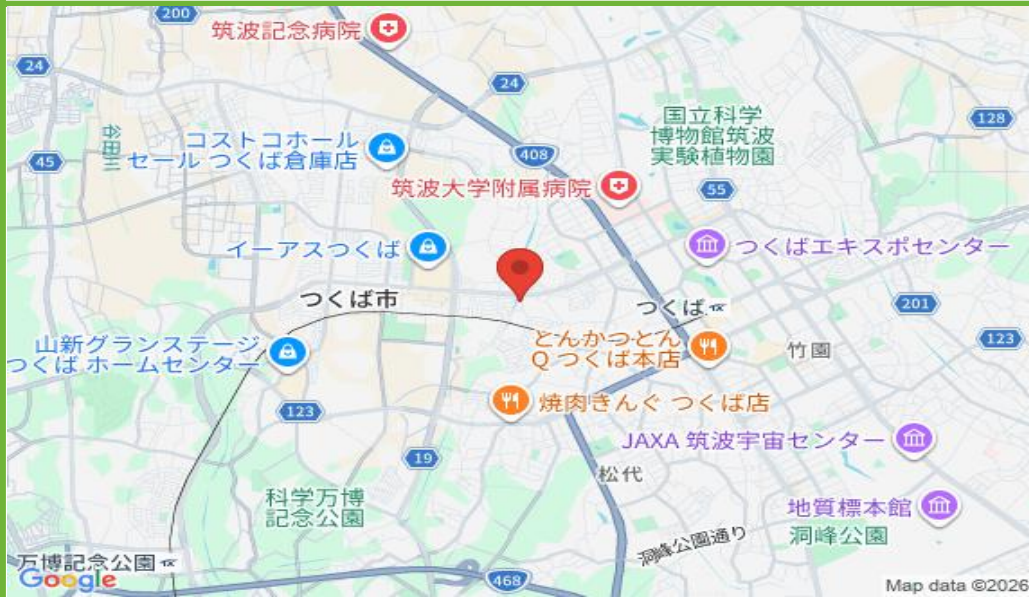 200
筑波記念病院
24
24
国立科学
博物館筑波
実験植物園
128
谷田川
コストコホール
セール つくば倉庫店
45
408
筑波大学附属病院
55
イーアスつくば
つくばエキスポセンター
つくば市
つくば
201
山新グランステージ
つくば ホームセンター
とんかつとん
Q つくば本店
竹園
123
123
焼肉きんぐ つくば店
JAXA 筑波宇宙センター
19
松代
科学万博
記念公園
地質標本館
洞峰公園
洞峰公園通り
万博記念公園
Google
468
Map data ©2026